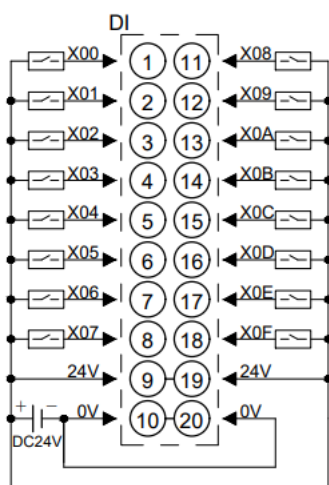 DI
X00 1 11 X08
X01 2 12 X09
X02 3 13 X0A
X03 4 14 X0B
X04 5 15 X0C
X05 6 16 X0D
X06 7 17 X0E
X07 8 18 X0F
24V 9 19 24V
+ − 0V 10 20 0V
DC24V